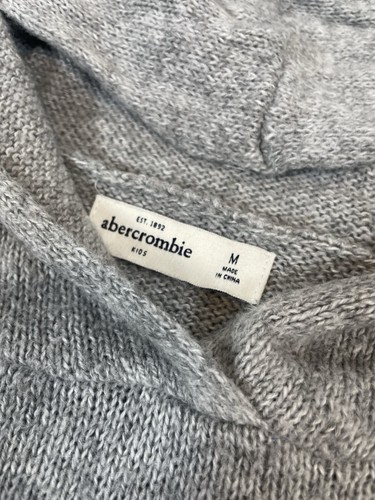 EST. 1892
abercrombie
KIDS
M
MADE
IN CHINA